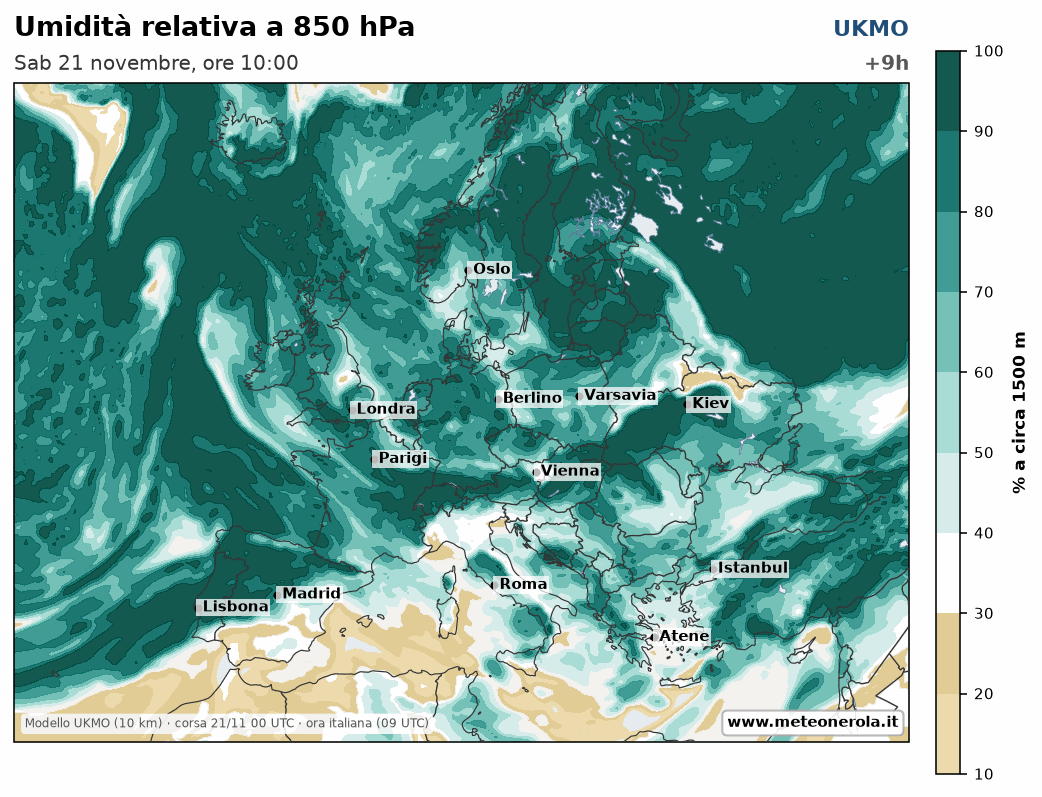 Umidità relativa a 850 hPa
UKMO
Sab 21 novembre, ore 10:00
+9h
100
90
80
70
60
50
40
30
20
10
% a circa 1500 m
Oslo
Berlino
Varsavia
Londra
Kiev
Parigi
Vienna
Istanbul
Roma
Madrid
Lisbona
Atene
Modello UKMO (10 km) · corsa 21/11 00 UTC · ora italiana (09 UTC)
www.meteonerola.it